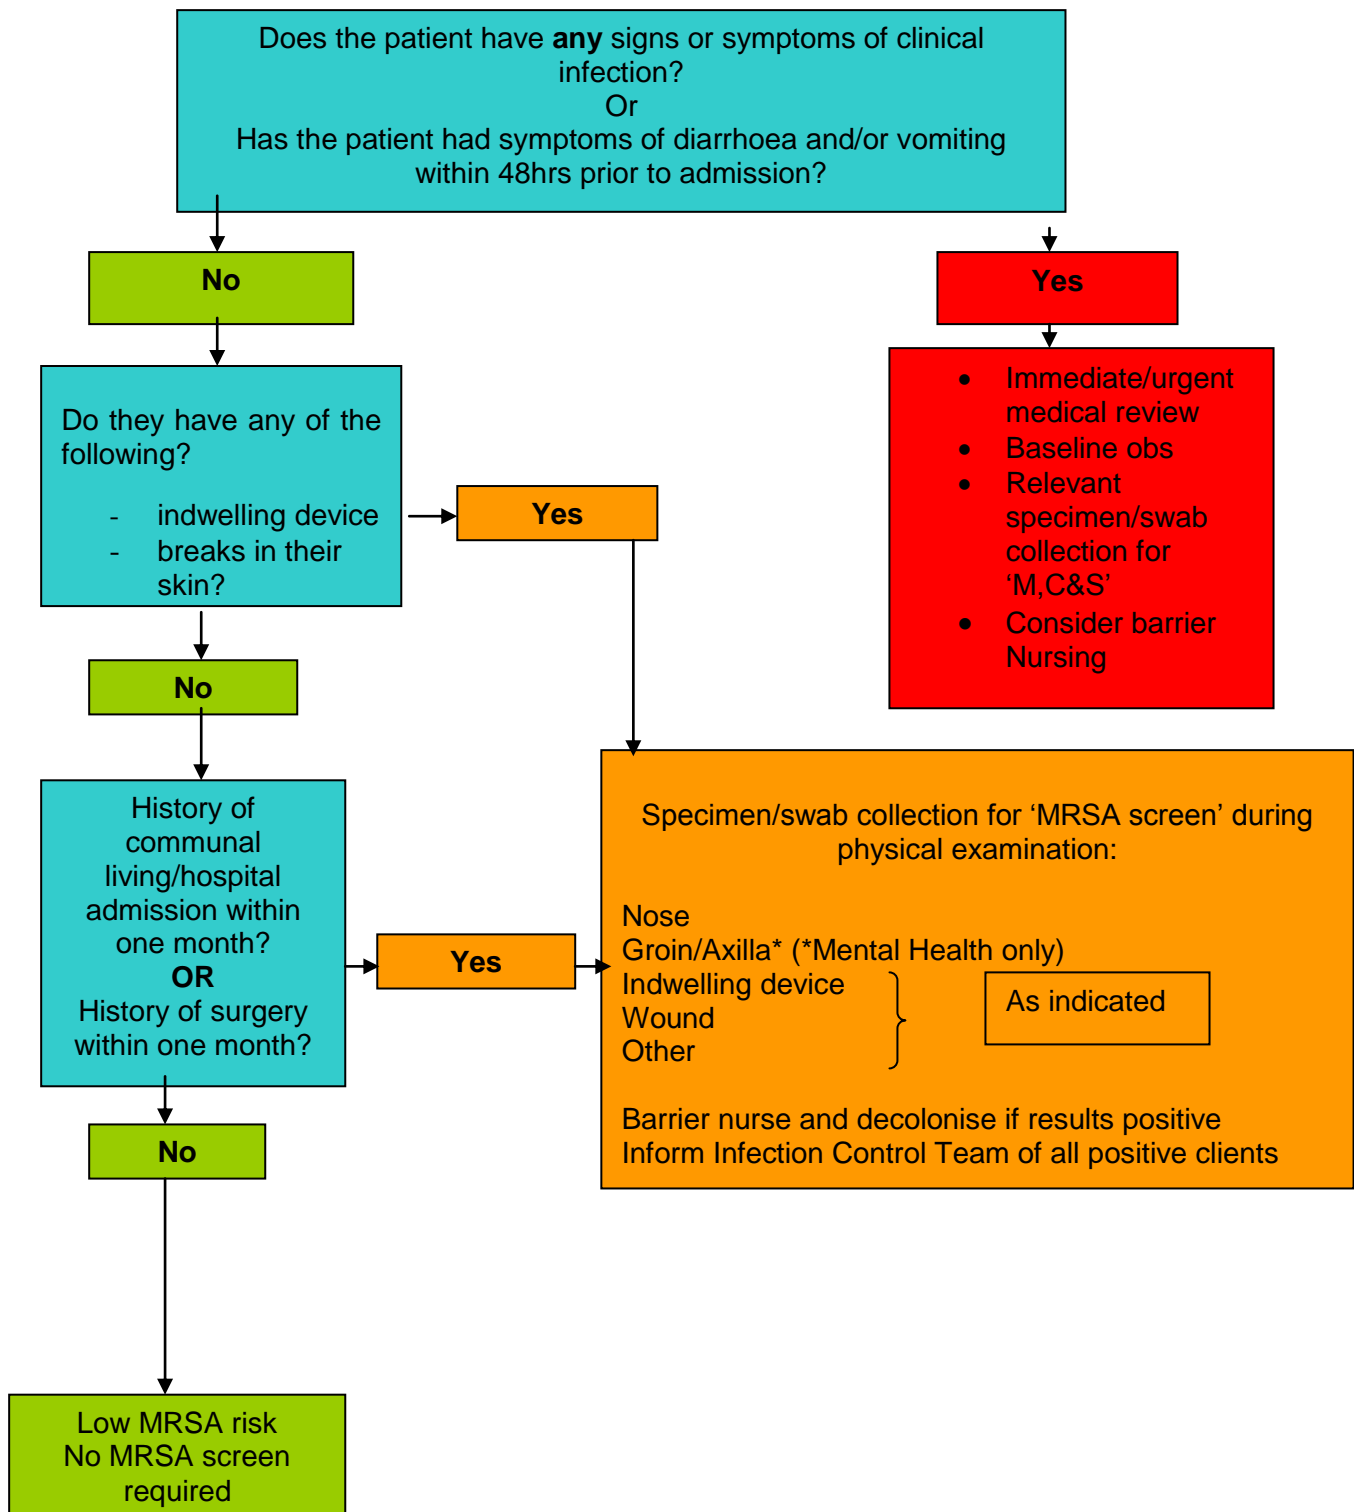 Does the patient have any signs or symptoms of clinical
infection?
Or
Has the patient had symptoms of diarrhoea and/or vomiting
within 48hrs prior to admission?
No
Yes
Do they have any of the
following?
- indwelling device
- breaks in their
skin?
Yes
• Immediate/urgent
medical review
• Baseline obs
• Relevant
specimen/swab
collection for
‘M,C&S’
• Consider barrier
Nursing
No
History of
communal
living/hospital
admission within
one month?
OR
History of surgery
within one month?
Yes
Specimen/swab collection for ‘MRSA screen’ during
physical examination:
Nose
Groin/Axilla* (*Mental Health only)
Indwelling device
Wound
Other
As indicated
Barrier nurse and decolonise if results positive
Inform Infection Control Team of all positive clients
No
Low MRSA risk
No MRSA screen
required